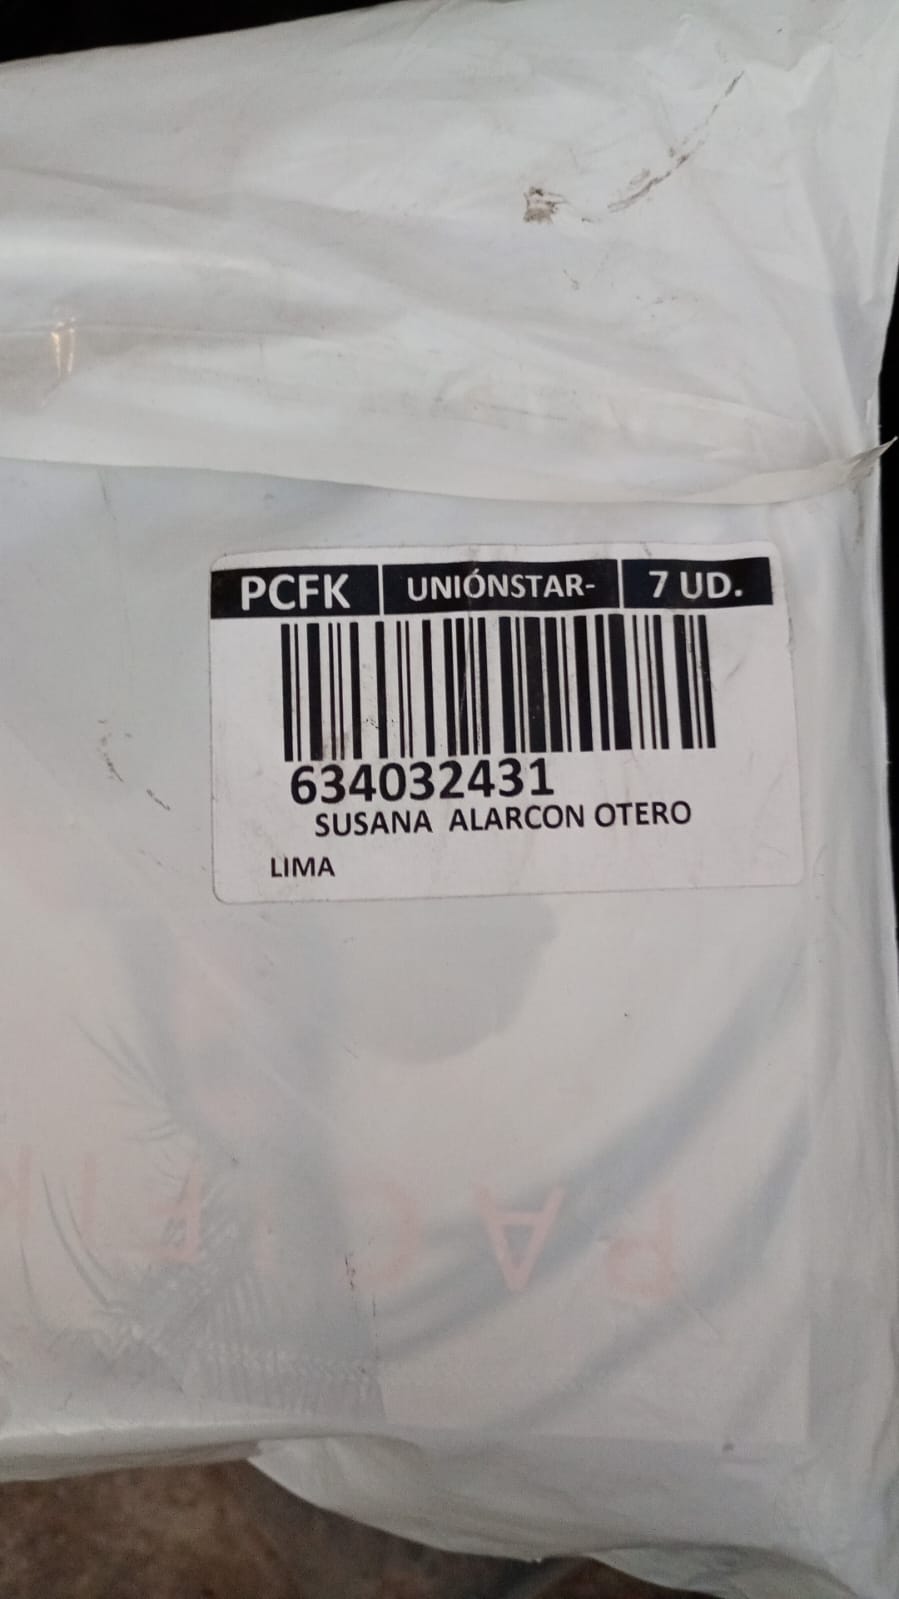 PCFK UNIÓNSTAR- 7 UD.
634032431
SUSANA ALARCON OTERO
LIMA